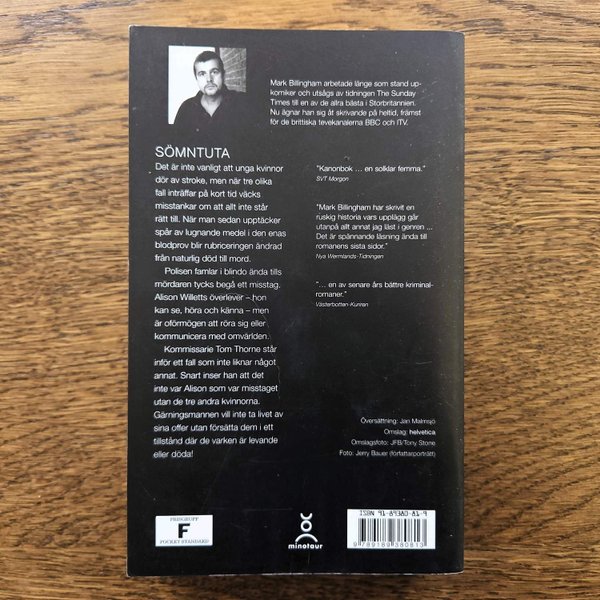 Mark Billingham arbetade länge som stand up-
komiker och utsågs av tidningen The Sunday
Times till en av de allra bästa i Storbritannien.
Nu ägnar han sig åt skrivande på heltid, främst
för de brittiska tevekanalerna BBC och ITV.
SÖMNTUTA
Det är inte vanligt att unga kvinnor
dör av stroke, men när tre olika
fall inträffar på kort tid väcks
misstankar om att allt inte står
rätt till. När man sedan upptäcker
spår av lugnande medel i den enas
blodprov blir rubriceringen ändrad
från naturlig död till mord.
Polisen famlar i blindo ända tills
mördaren tycks begå ett misstag.
Alison Willetts överlever – hon
kan se, höra och känna – men
är oförmögen att röra sig eller
kommunicera med omvärlden.
Kommissarie Tom Thorne står
inför ett fall som inte liknar något
annat. Snart inser han att det
inte var Alison som var misstaget
utan de tre andra kvinnorna.
Gärningsmannen vill inte ta livet av
sina offer utan försätta dem i ett
tillstånd där de varken är levande
eller döda!
"Kanonbok ... en solklar femma."
SVT Morgon
"Mark Billingham har skrivit en
ruskig historia vars upplägg går
utanpå allt annat jag läst i genren ...
Det är spännande läsning ända till
romanens sista sidor."
Nya Wermlands-Tidningen
"... en av senare års bättre kriminal-
romaner."
Västerbotten-Kuriren
Översättning: Jan Malmsjö
Omslag: helvetica
Omslagsfoto: JFB/Tony Stone
Foto: Jerry Bauer (författarporträtt)
PRISGRUPP
F
POCKET STANDARD
minotaur
ISBN 91-89380-81-9
9 789189 380813